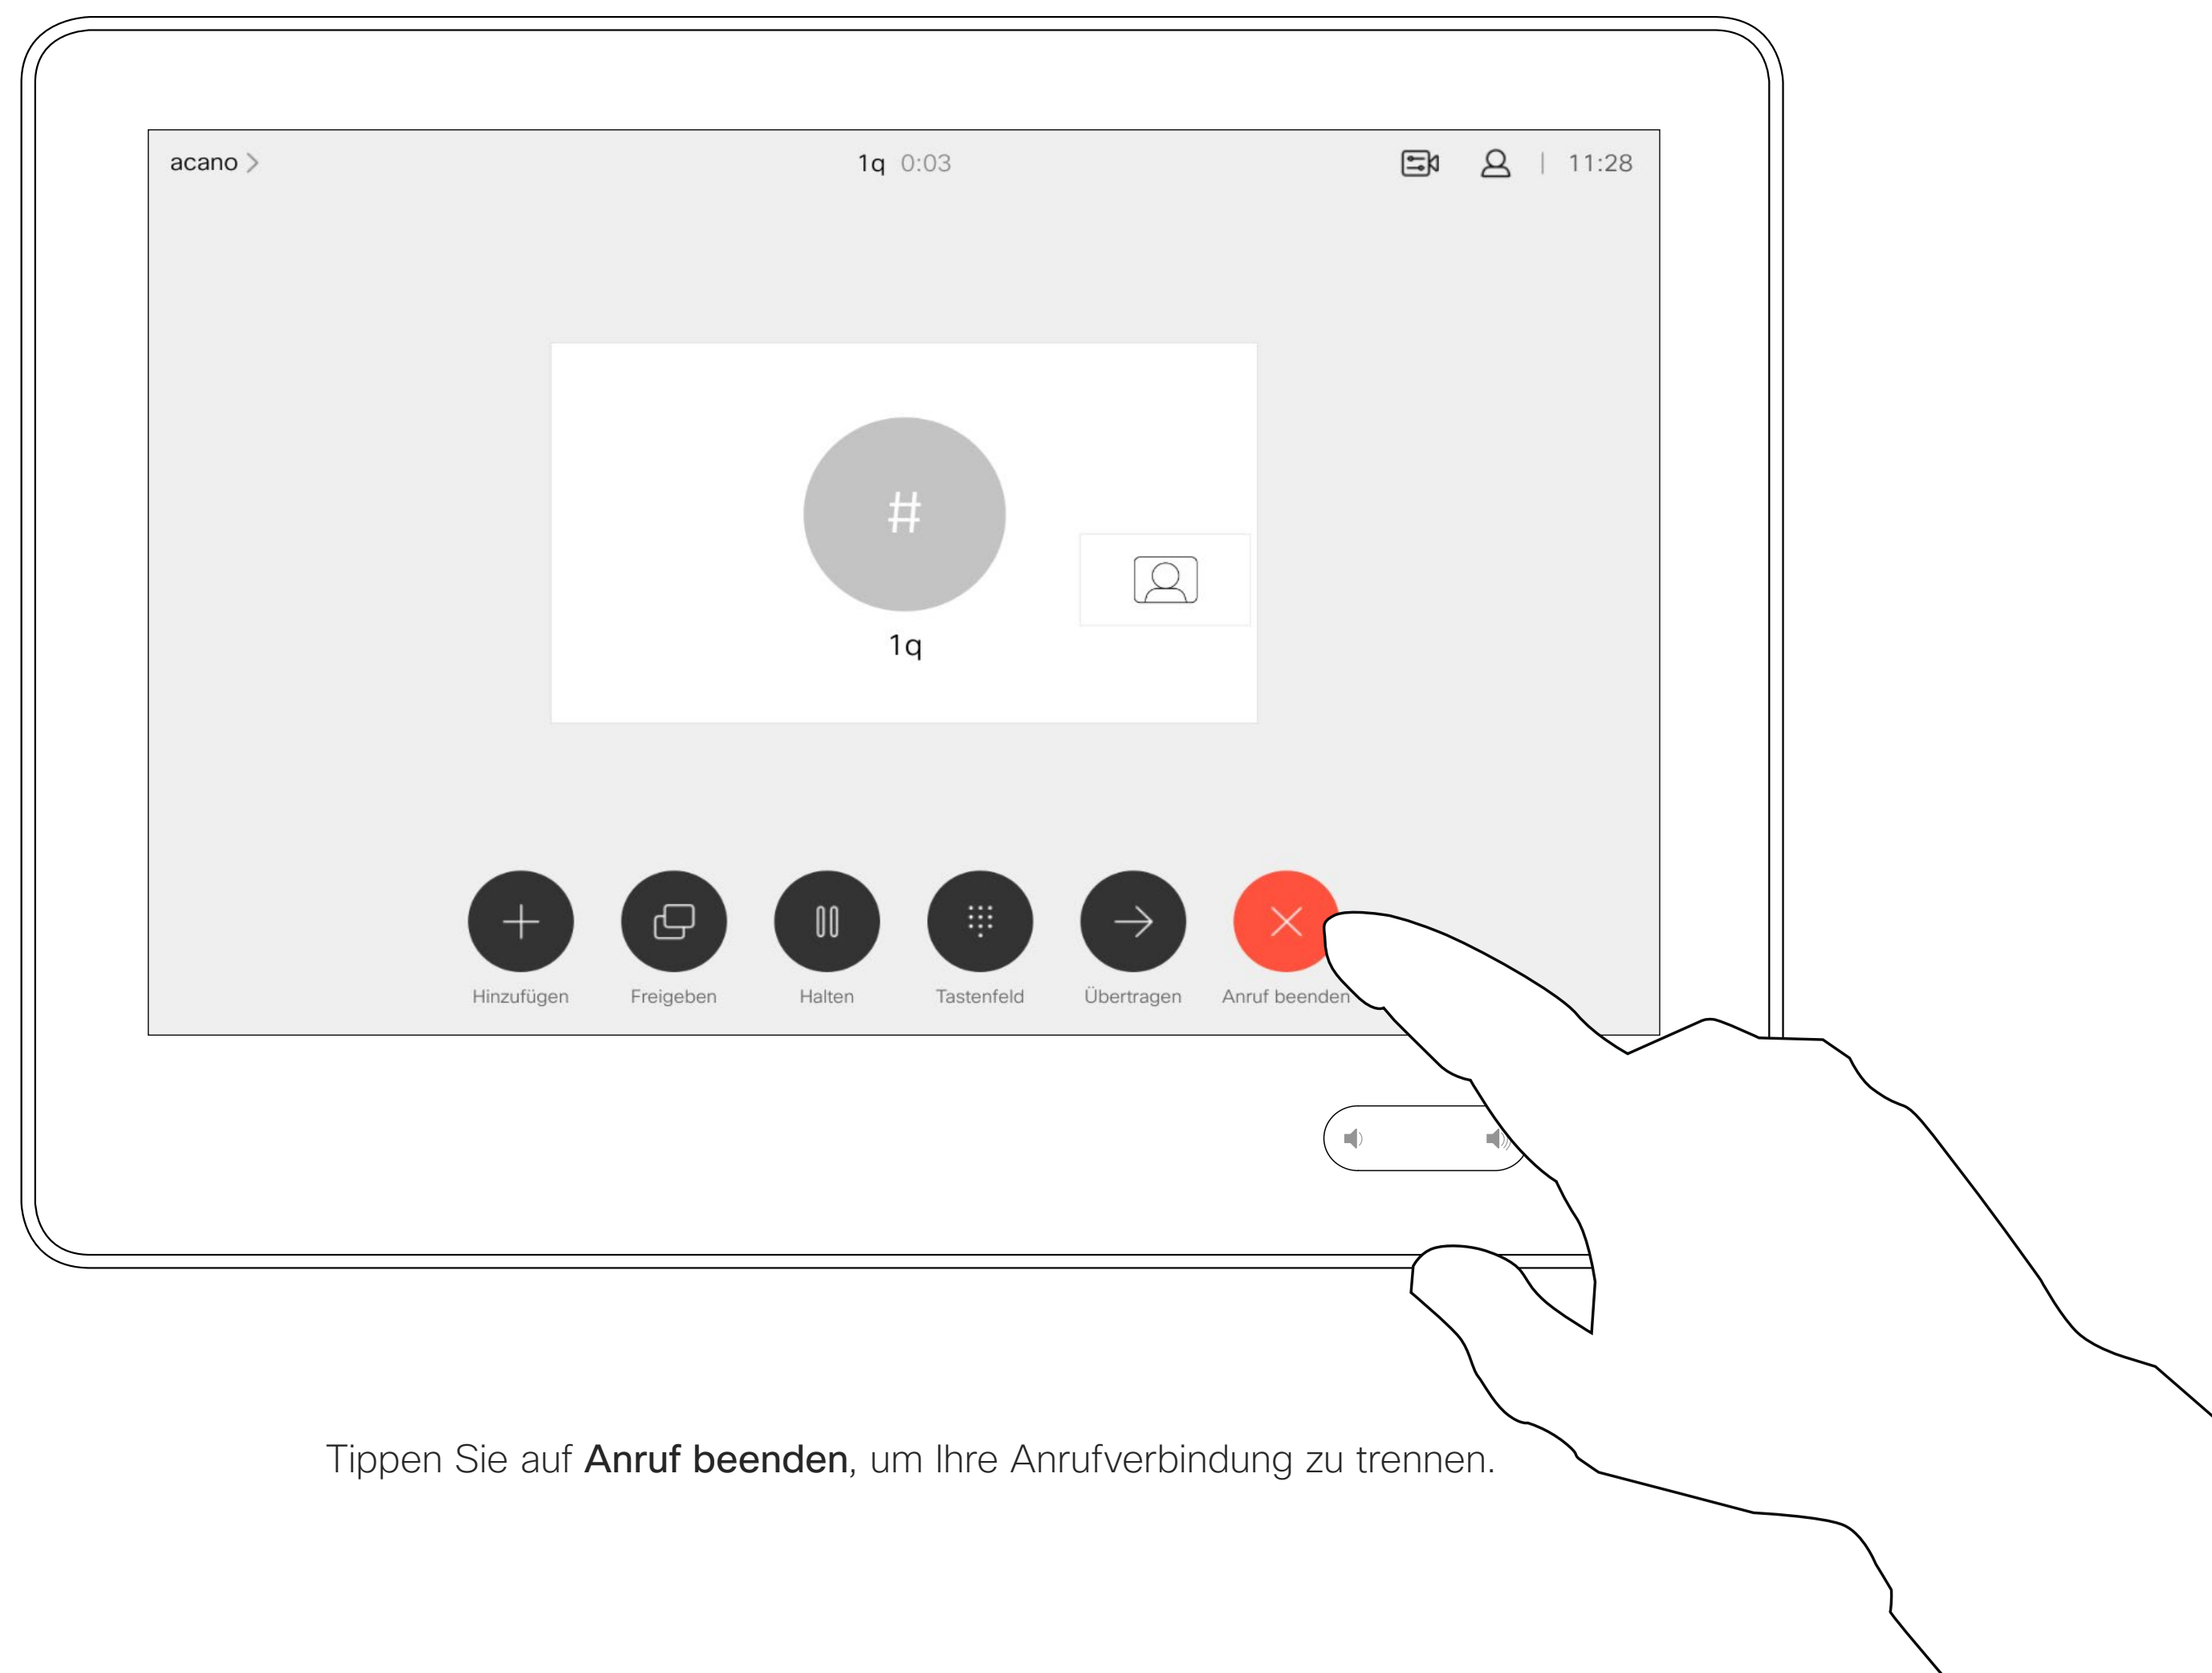 acano
1q 0:03
11:28
#
1q
Hinzufügen
Freigeben
Halten
Tastenfeld
Übertragen
Anruf beenden
Tippen Sie auf Anruf beenden, um Ihre Anrufverbindung zu trennen.